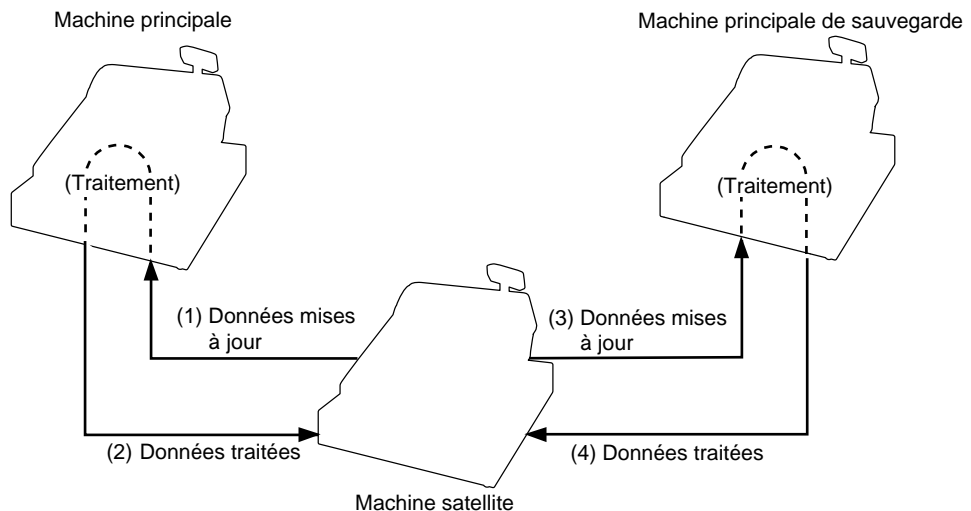 Machine principale
Machine principale de sauvegarde
(Traitement)
(Traitement)
(1) Données mises
à jour
(3) Données mises
à jour
(2) Données traitées
(4) Données traitées
Machine satellite